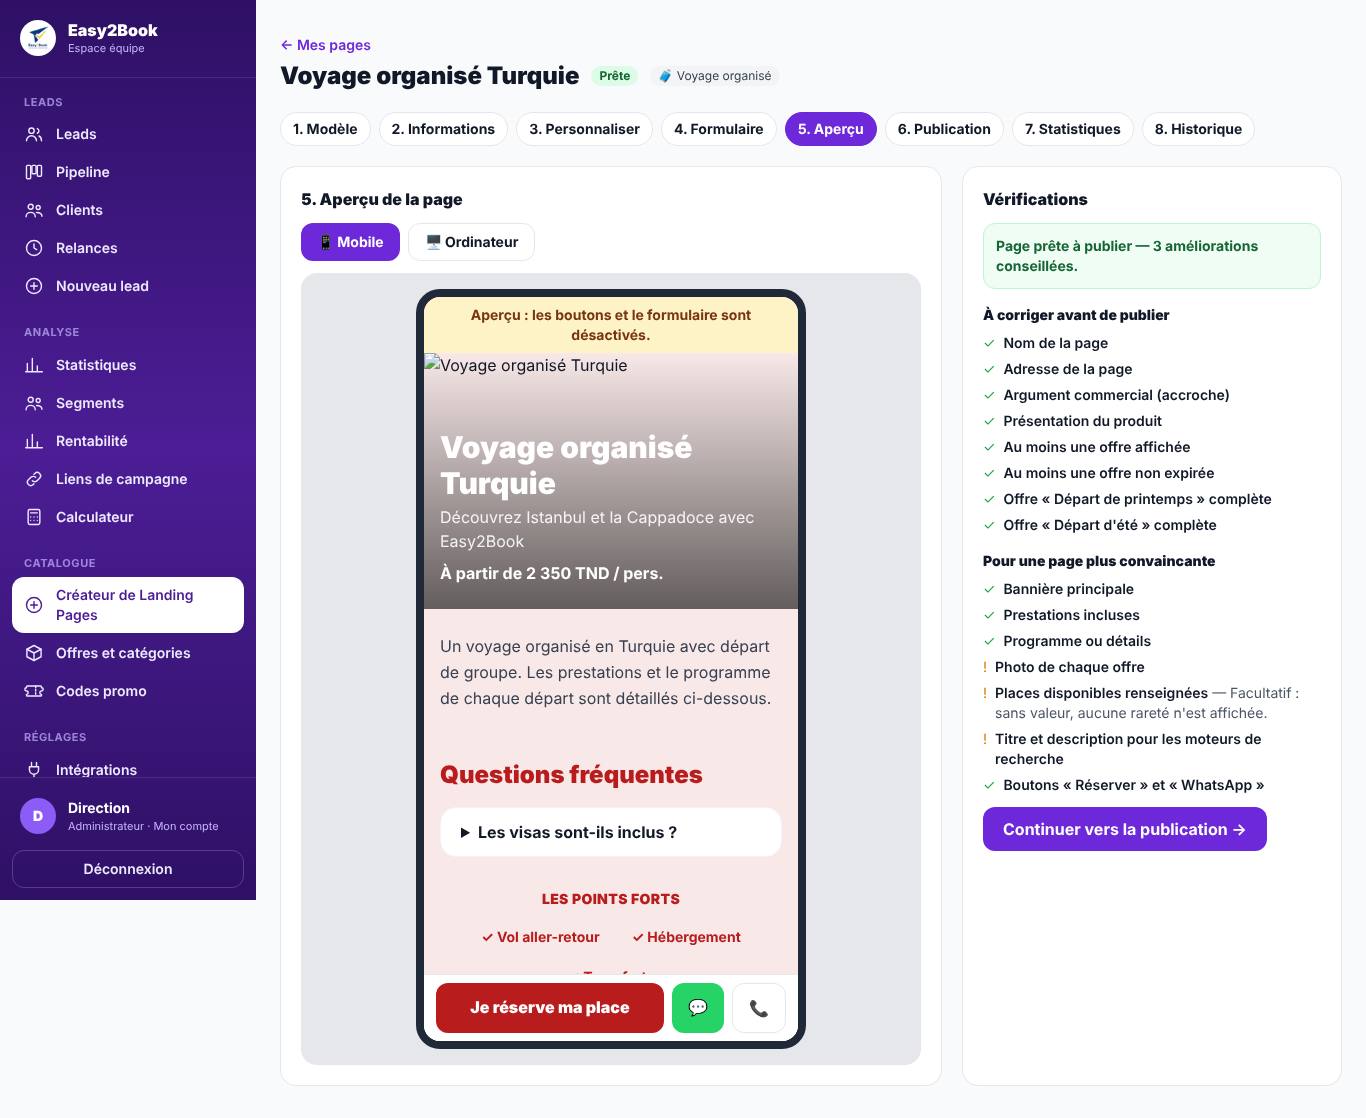 Easy2Book
Espace équipe
LEADS
Leads
Pipeline
Clients
Relances
Nouveau lead
ANALYSE
Statistiques
Segments
Rentabilité
Liens de campagne
Calculateur
CATALOGUE
Créateur de Landing
Pages
Offres et catégories
Codes promo
RÉGLAGES
Intégrations
D
Direction
Administrateur · Mon compte
Déconnexion
← Mes pages
Voyage organisé Turquie
Prête
Voyage organisé
1. Modèle
2. Informations
3. Personnaliser
4. Formulaire
5. Aperçu
6. Publication
7. Statistiques
8. Historique
5. Aperçu de la page
Mobile
Ordinateur
Aperçu : les boutons et le formulaire sont
désactivés.
Voyage organisé Turquie
Voyage organisé
Turquie
Découvrez Istanbul et la Cappadoce avec
Easy2Book
À partir de 2 350 TND / pers.
Un voyage organisé en Turquie avec départ
de groupe. Les prestations et le programme
de chaque départ sont détaillés ci-dessous.
Questions fréquentes
▶ Les visas sont-ils inclus ?
LES POINTS FORTS
✓ Vol aller-retour
✓ Hébergement
Je réserve ma place
Vérifications
Page prête à publier — 3 améliorations
conseillées.
À corriger avant de publier
✓ Nom de la page
✓ Adresse de la page
✓ Argument commercial (accroche)
✓ Présentation du produit
✓ Au moins une offre affichée
✓ Au moins une offre non expirée
✓ Offre « Départ de printemps » complète
✓ Offre « Départ d'été » complète
Pour une page plus convaincante
✓ Bannière principale
✓ Prestations incluses
✓ Programme ou détails
! Photo de chaque offre
! Places disponibles renseignées — Facultatif :
sans valeur, aucune rareté n'est affichée.
! Titre et description pour les moteurs de
recherche
✓ Boutons « Réserver » et « WhatsApp »
Continuer vers la publication →